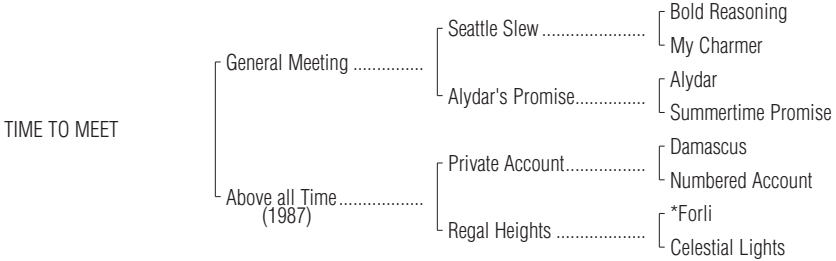 Bold Reasoning
Seattle Slew ......................
My Charmer
General Meeting ...............
Alydar
Alydar's Promise...............
Summertime Promise
TIME TO MEET
Damascus
Private Account.................
Numbered Account
Above all Time..................
(1987)
*Forli
Regal Heights ...................
Celestial Lights